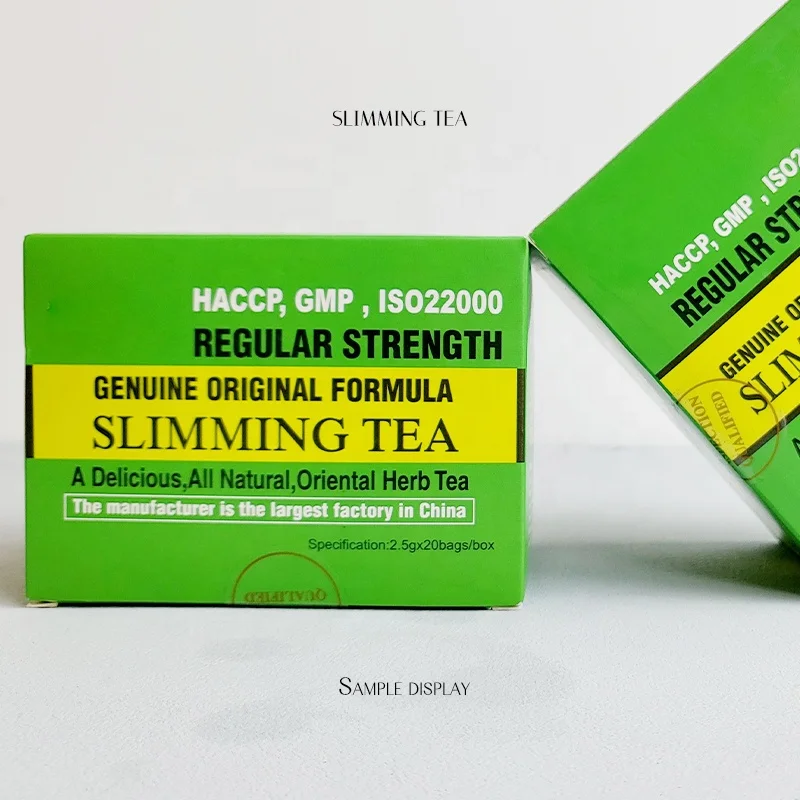 SLIMMING TEA
HACCP, GMP , ISO22000
REGULAR STRENGTH
GENUINE ORIGINAL FORMULA
SLIMMING TEA
A Delicious,All Natural,Oriental Herb Tea
The manufacturer is the largest factory in China
Specification:2.5gx20bags/box
QUALIFIED
HACCP, GMP , ISO2
REGULAR STR
GENUINE OR
SLIM
QUALIFIED
SAMPLE DISPLAY